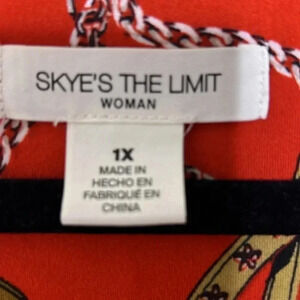 SKYE'S THE LIMIT
WOMAN
1X
MADE IN
HECHO EN
FABRIQUÉ EN
CHINA